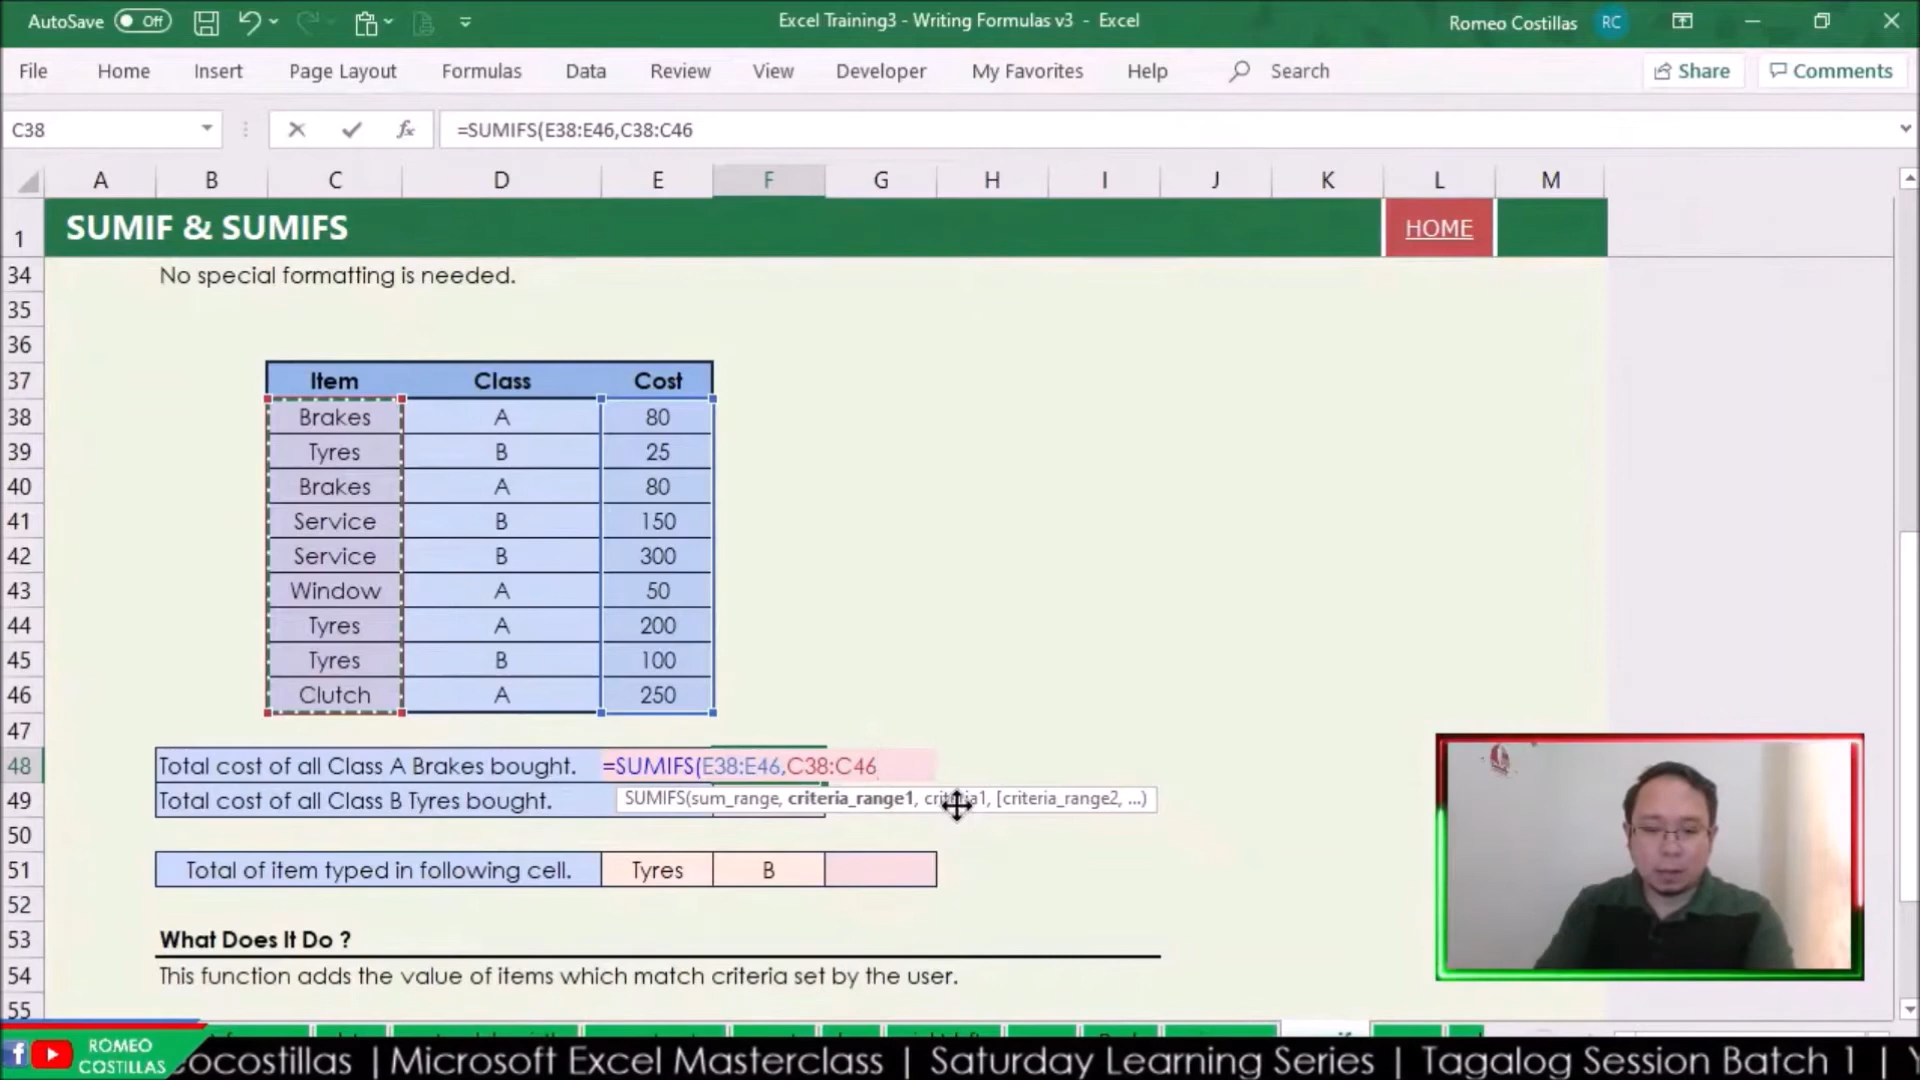 AutoSave Off Excel Training3 - Writing Formulas v3 - Excel Romeo Costillas RC
File Home Insert Page Layout Formulas Data Review View Developer My Favorites Help Search Share Comments
C38 fx =SUMIFS(E38:E46,C38:C46
A B C D E F G H I J K L M
1 SUMIF & SUMIFS HOME
34 No special formatting is needed.
35
36
37 Item Class Cost
38 Brakes A 80
39 Tyres B 25
40 Brakes A 80
41 Service B 150
42 Service B 300
43 Window A 50
44 Tyres A 200
45 Tyres B 100
46 Clutch A 250
47
48 Total cost of all Class A Brakes bought. =SUMIFS(E38:E46,C38:C46
49 Total cost of all Class B Tyres bought. SUMIFS(sum_range, criteria_range1, criteria1, [criteria_range2, ...)
50
51 Total of item typed in following cell. Tyres B
52
53 What Does It Do ?
54 This function adds the value of items which match criteria set by the user.
55
ROMEO
COSTILLAS
ocostillas | Microsoft Excel Masterclass | Saturday Learning Series | Tagalog Session Batch 1 | Y